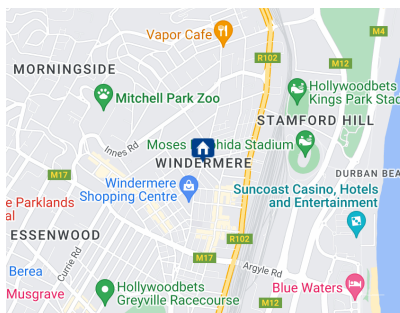 Vapor Cafe
M4
R102
M12
MORNINGSIDE
Hollywoodbets
Kings Park Stad
Mitchell Park Zoo
STAMFORD HILL
Innes Rd
Moses hida Stadium
WINDERMERE
M17
DURBAN BEA
Windermere
Shopping Centre
Suncoast Casino, Hotels
and Entertainment
e Parklands
al
ESSENWOOD
R102
M17
Argyle Rd
Berea
Currie Rd
Blue Waters
Musgrave
Hollywoodbets
Greyville Racecourse
M12